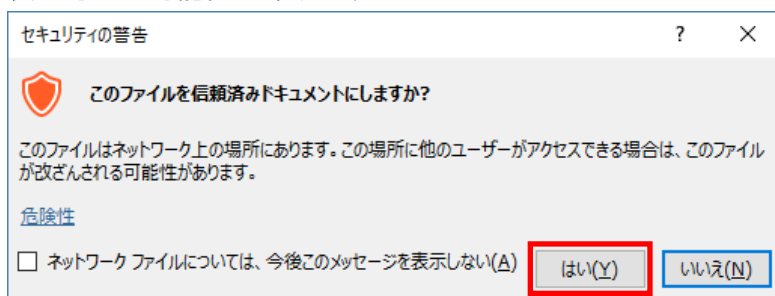 セキュリティの警告
?
×
このファイルを信頼済みドキュメントにしますか?
このファイルはネットワーク上の場所にあります。この場所に他のユーザーがアクセスできる場合は、このファイル
が改ざんされる可能性があります。
危険性
ネットワーク ファイルについては、今後このメッセージを表示しない(A)
はい(Y)
いいえ(N)